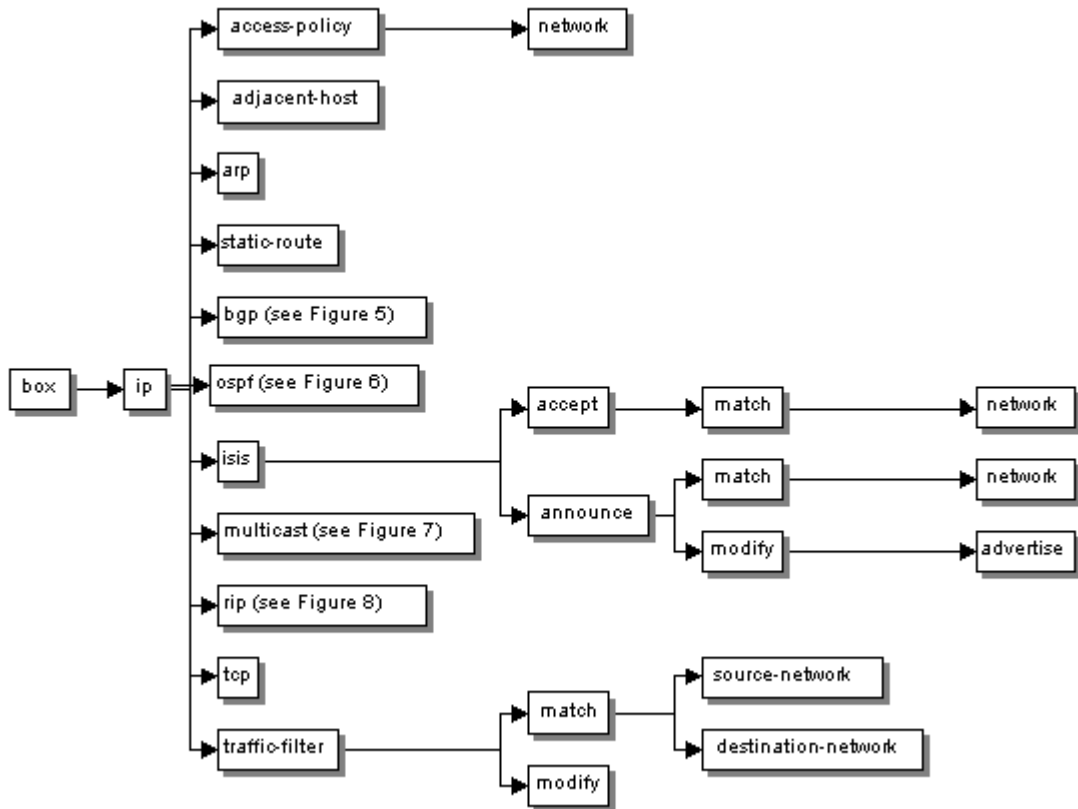 access-policy
network
adjacent-host
arp
static-route
bgp (see Figure 5)
box
ip
ospf (see Figure 6)
accept
match
network
isis
match
network
announce
multicast (see Figure 7)
modify
advertise
rip (see Figure 8)
tcp
source-network
match
traffic-filter
destination-network
modify